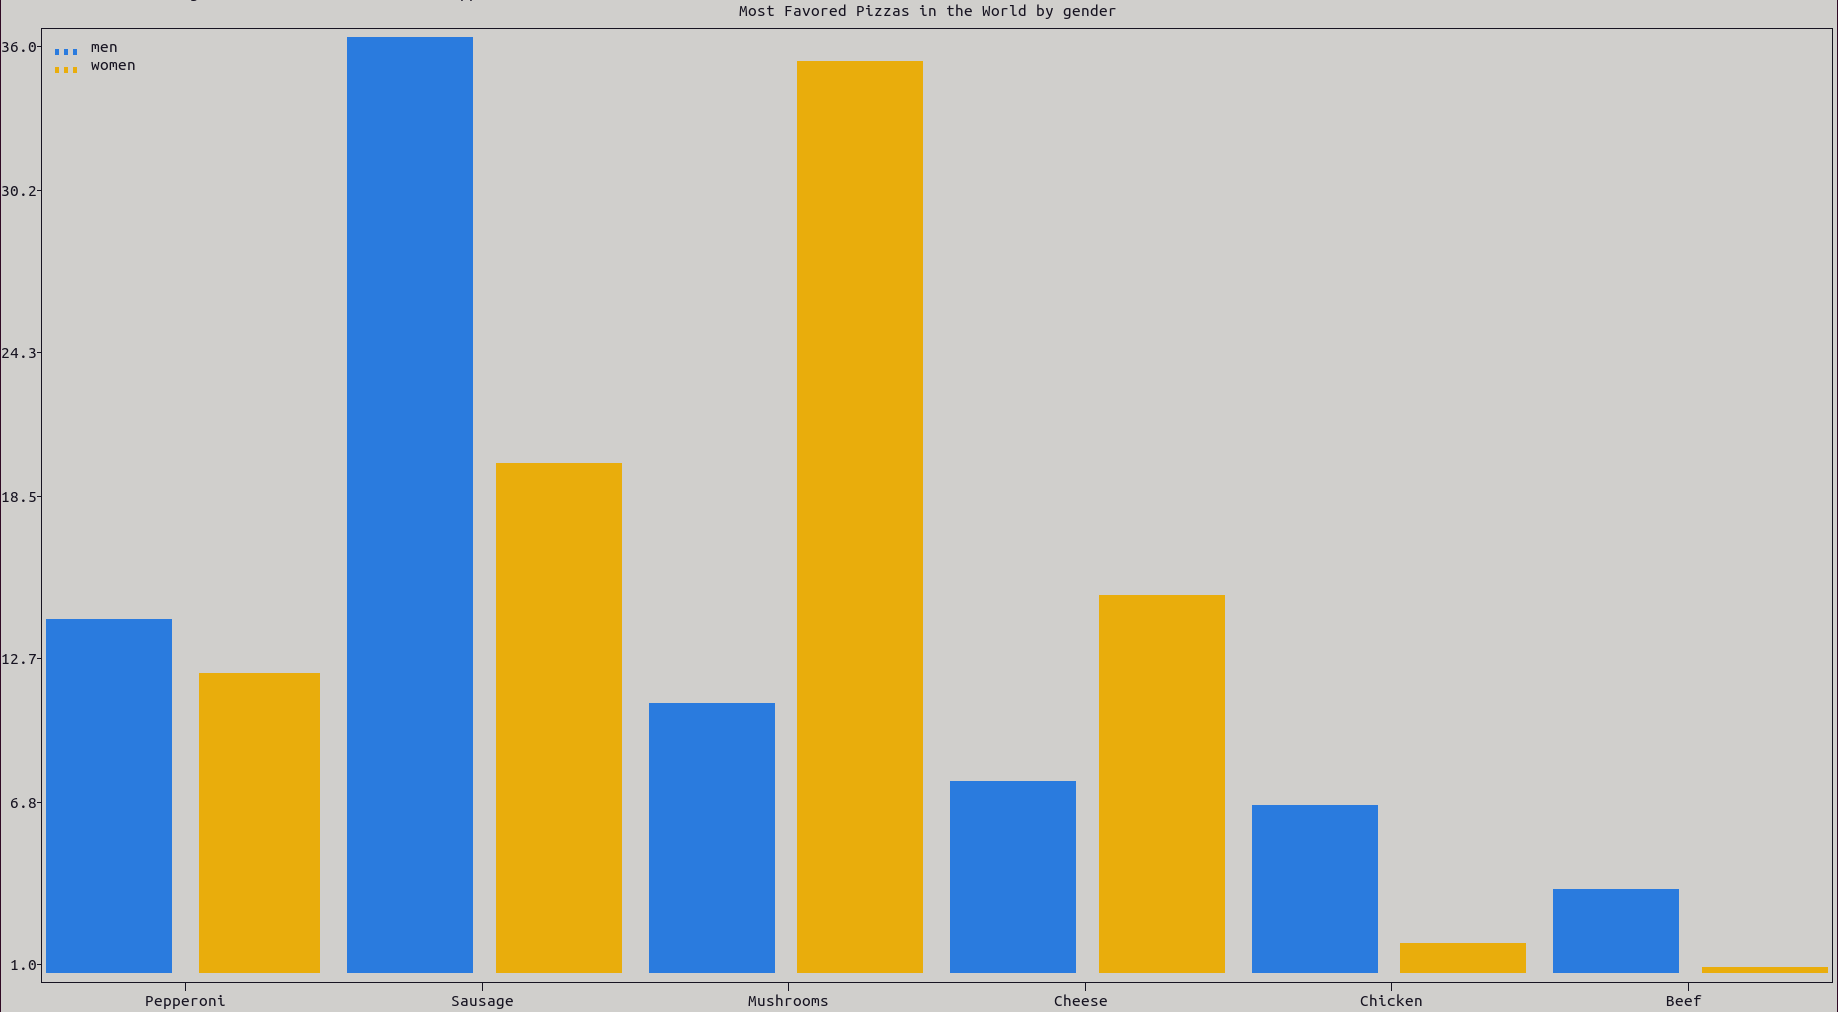 Most Favored Pizzas in the World by gender
men
women
36.0
30.2
24.3
18.5
12.7
6.8
1.0
Pepperoni Sausage Mushrooms Cheese Chicken Beef